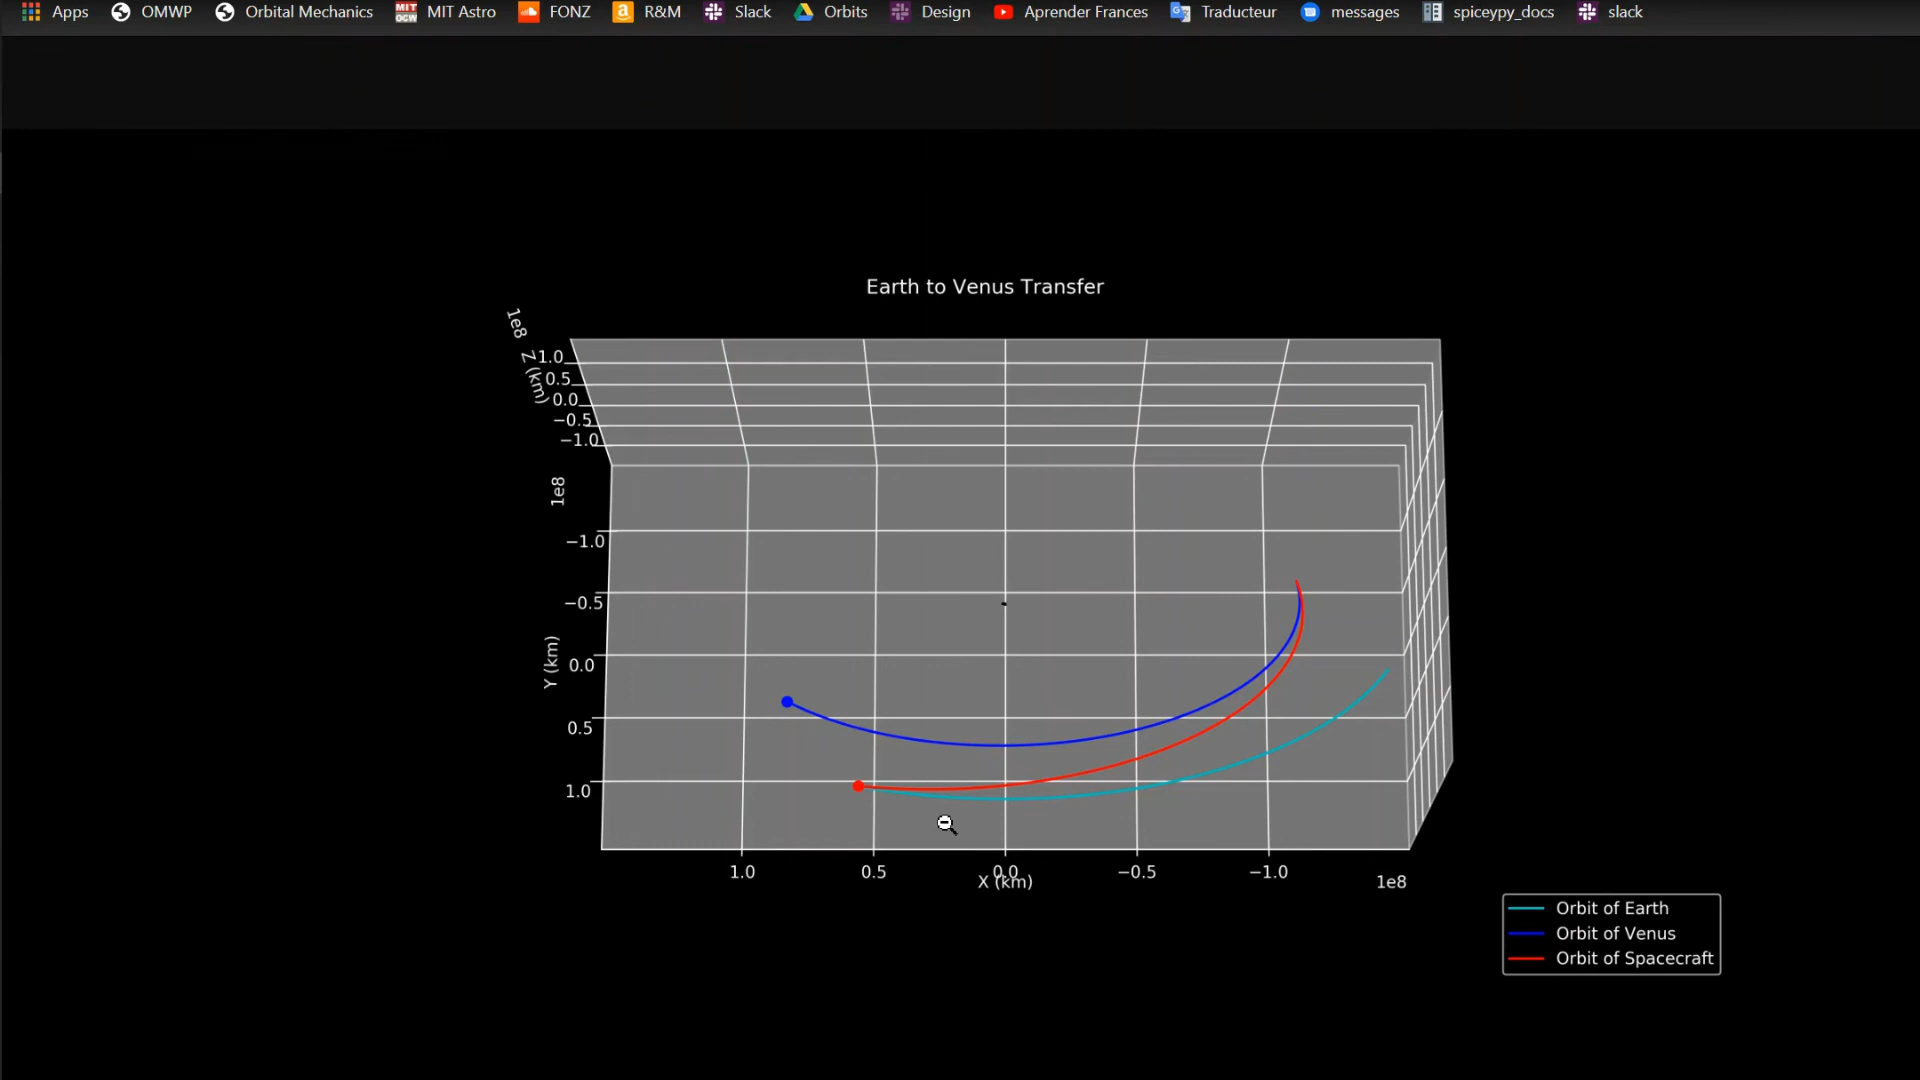 Apps OMWP Orbital Mechanics MIT OCW MIT Astro FONZ a R&M Slack Orbits Design Aprender Frances Traducteur messages spiceypy_docs slack
Earth to Venus Transfer
1e8
Z (km)
1.0
0.5
0.0
−0.5
−1.0
1e8
Y (km)
−1.0
−0.5
0.0
0.5
1.0
1.0 0.5 0.0 −0.5 −1.0
X (km)
1e8
Orbit of Earth
Orbit of Venus
Orbit of Spacecraft